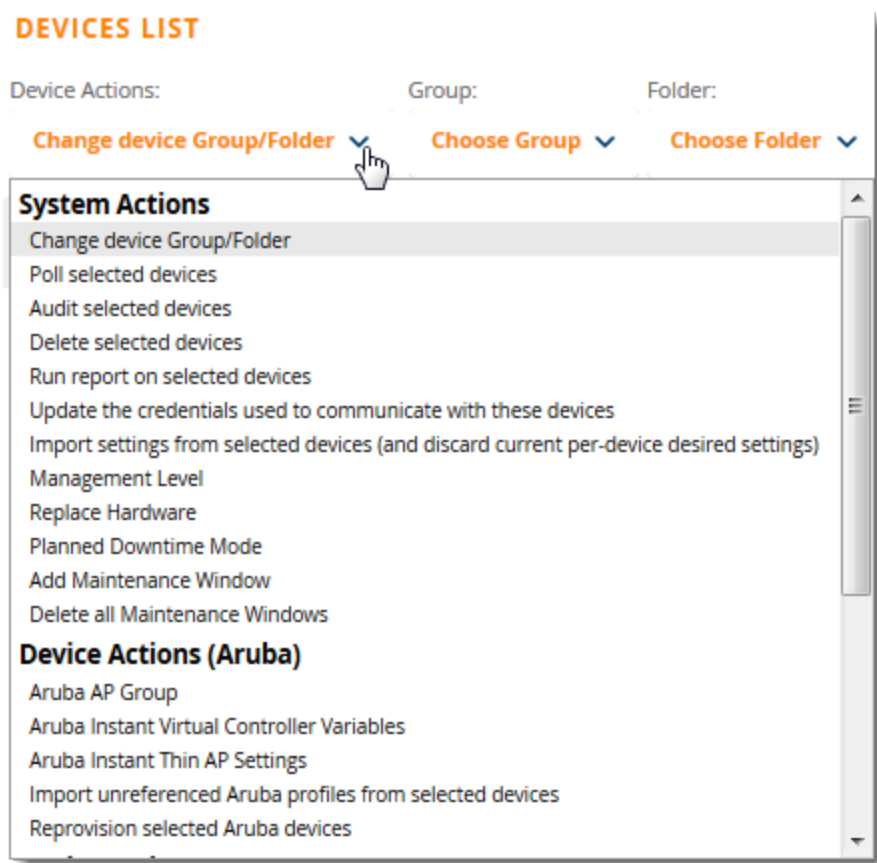 DEVICES LIST
Device Actions: Group: Folder:
Change device Group/Folder Choose Group Choose Folder
System Actions
Change device Group/Folder
Poll selected devices
Audit selected devices
Delete selected devices
Run report on selected devices
Update the credentials used to communicate with these devices
Import settings from selected devices (and discard current per-device desired settings)
Management Level
Replace Hardware
Planned Downtime Mode
Add Maintenance Window
Delete all Maintenance Windows
Device Actions (Aruba)
Aruba AP Group
Aruba Instant Virtual Controller Variables
Aruba Instant Thin AP Settings
Import unreferenced Aruba profiles from selected devices
Reprovision selected Aruba devices